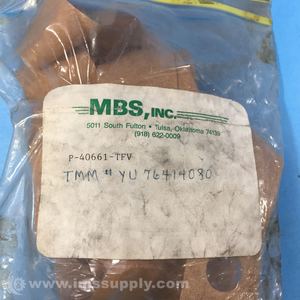 MBS, INC.
5011 South Fulton • Tulsa, Oklahoma 74135
(918) 622-0009
P-40661-TFV
TMM # YU 76414080
www.imssupply.com